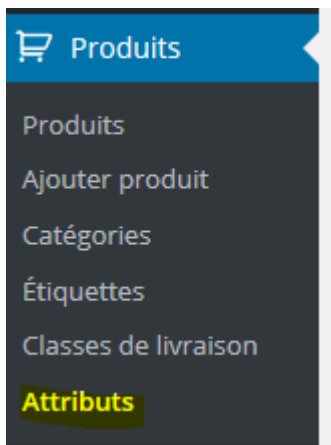 Produits
Produits
Ajouter produit
Catégories
Étiquettes
Classes de livraison
Attributs